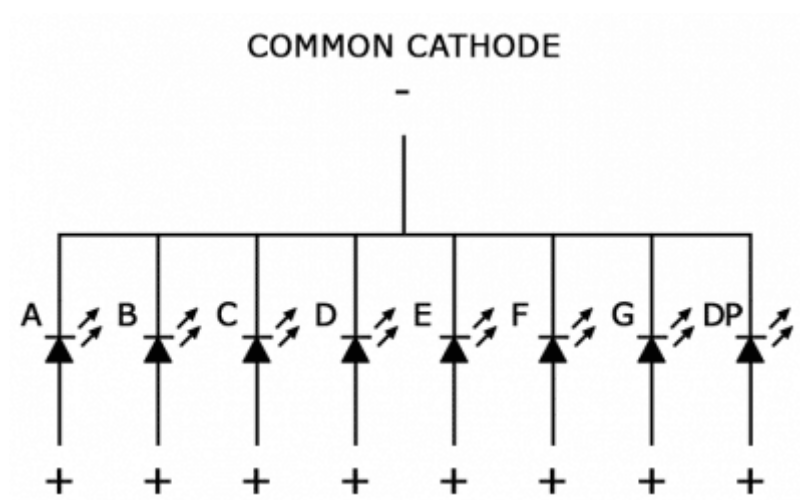 COMMON CATHODE
-
A B C D E F G DP
+ + + + + + + +